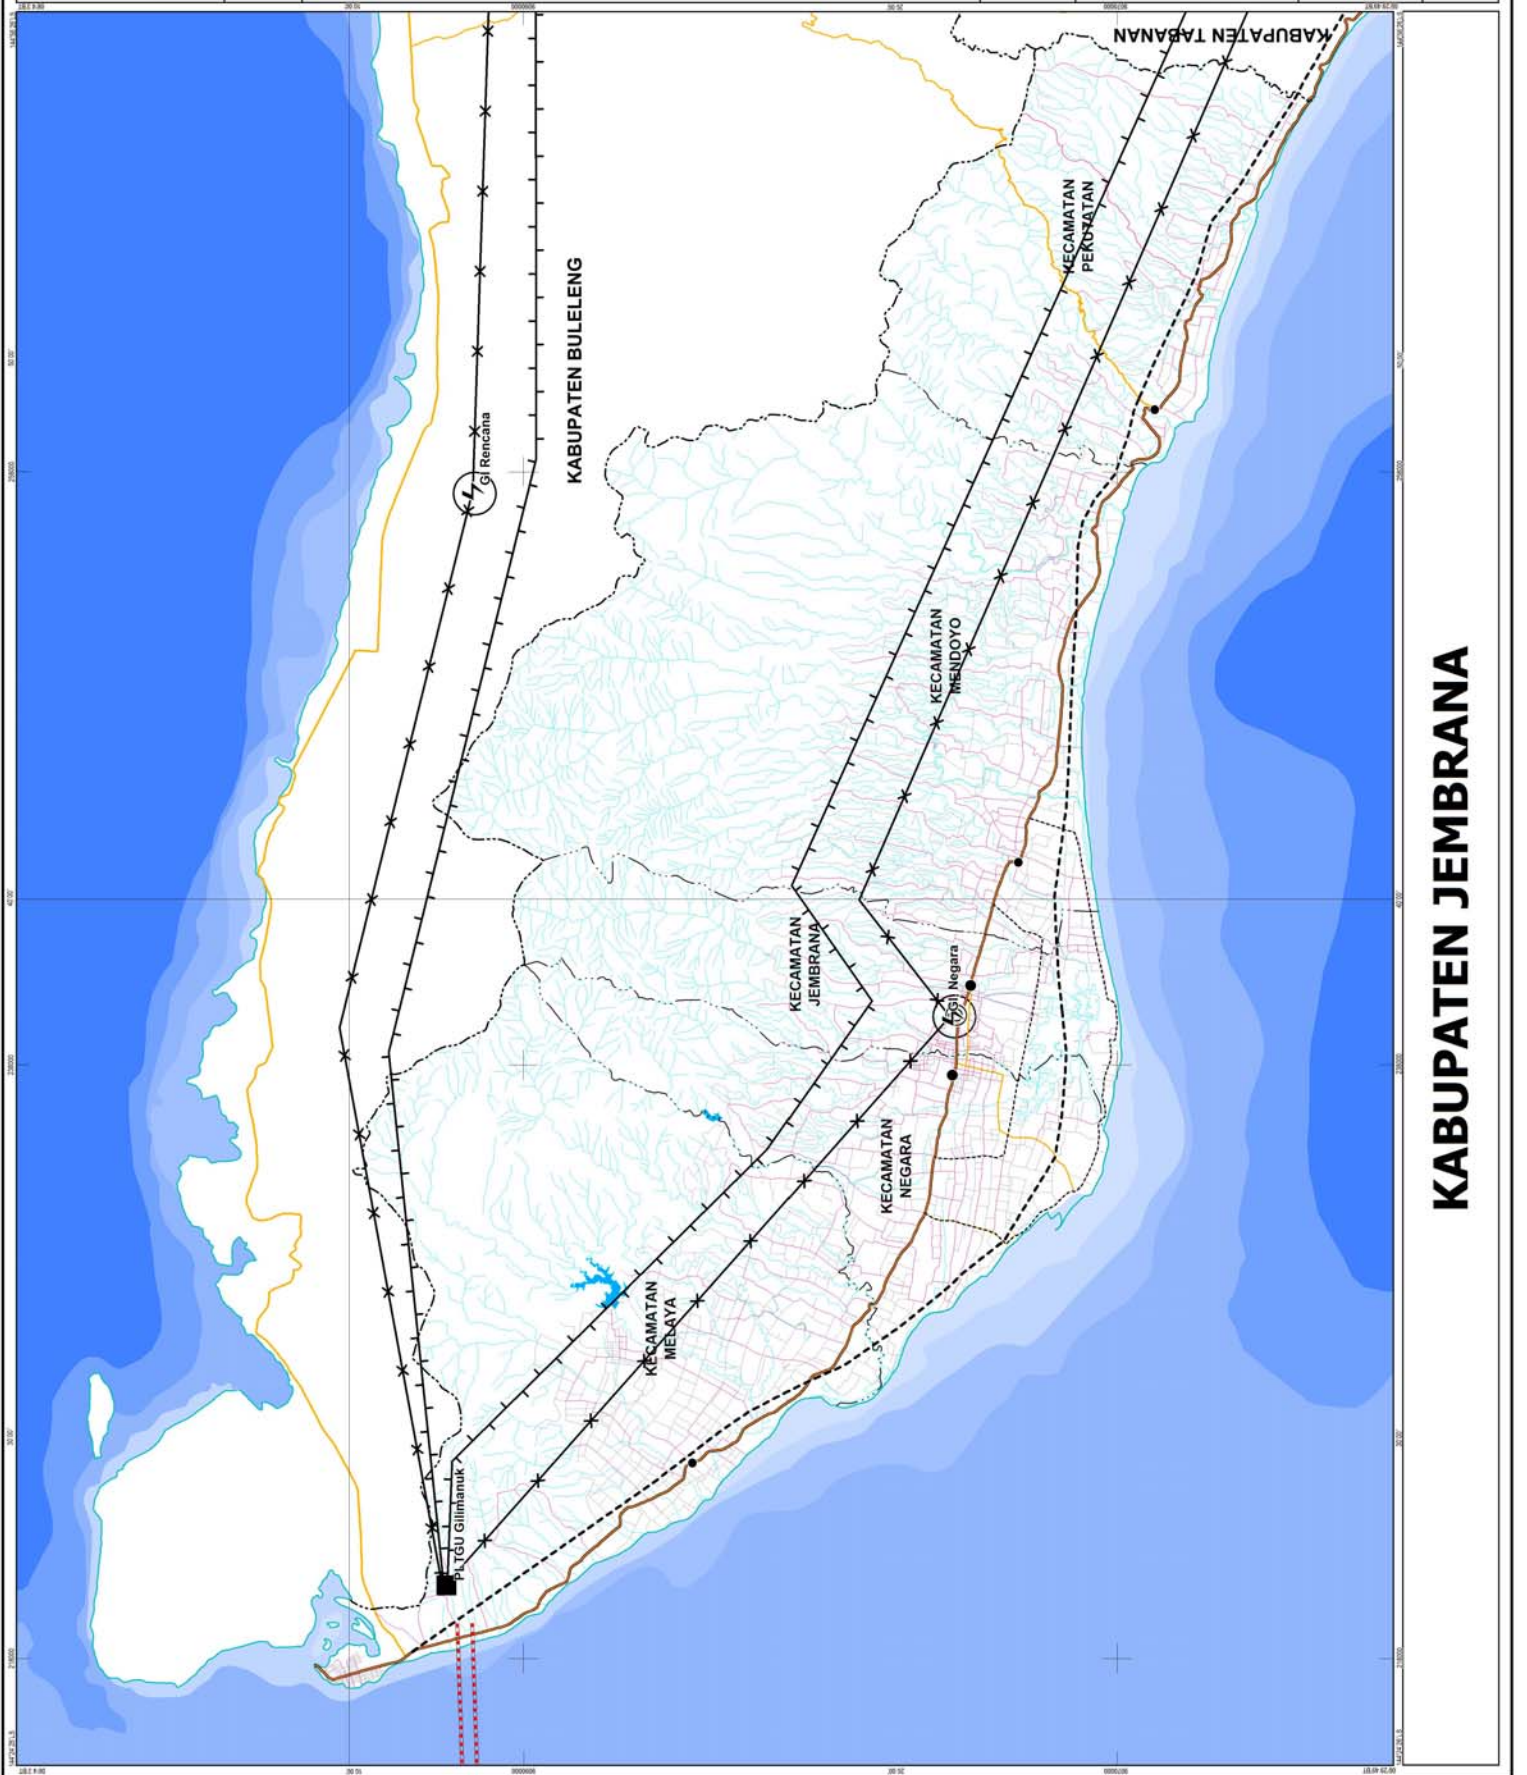 KABUPATEN JEMBRANA
KABUPATEN BULELENG
KABUPATEN TABANAN
GI Rencana
PLTGU Gilimanuk
KECAMATAN
MELAYA
KECAMATAN
NEGARA
KECAMATAN
JEMBRANA
GI Negara
KECAMATAN
MENDOYO
KECAMATAN
PEKUTATAN